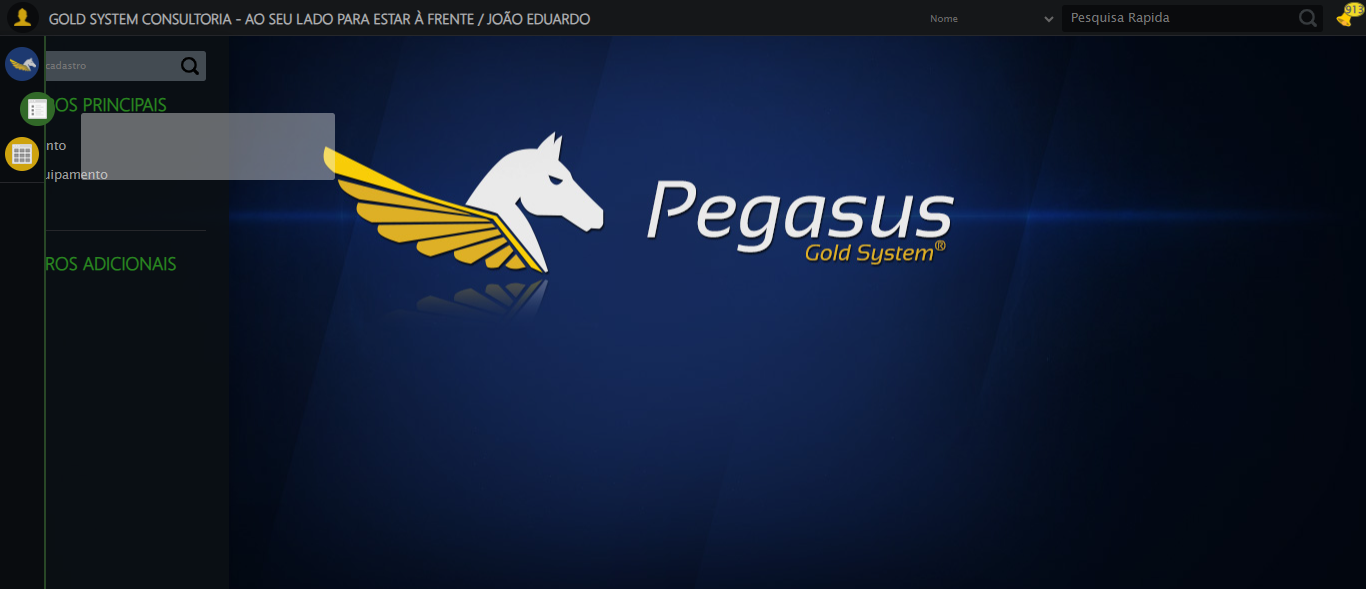 GOLD SYSTEM CONSULTORIA - AO SEU LADO PARA ESTAR À FRENTE / JOÃO EDUARDO
Nome
Pesquisa Rapida
913
cadastro
OS PRINCIPAIS
nto
uipamento
ROS ADICIONAIS
Pegasus
Gold System®